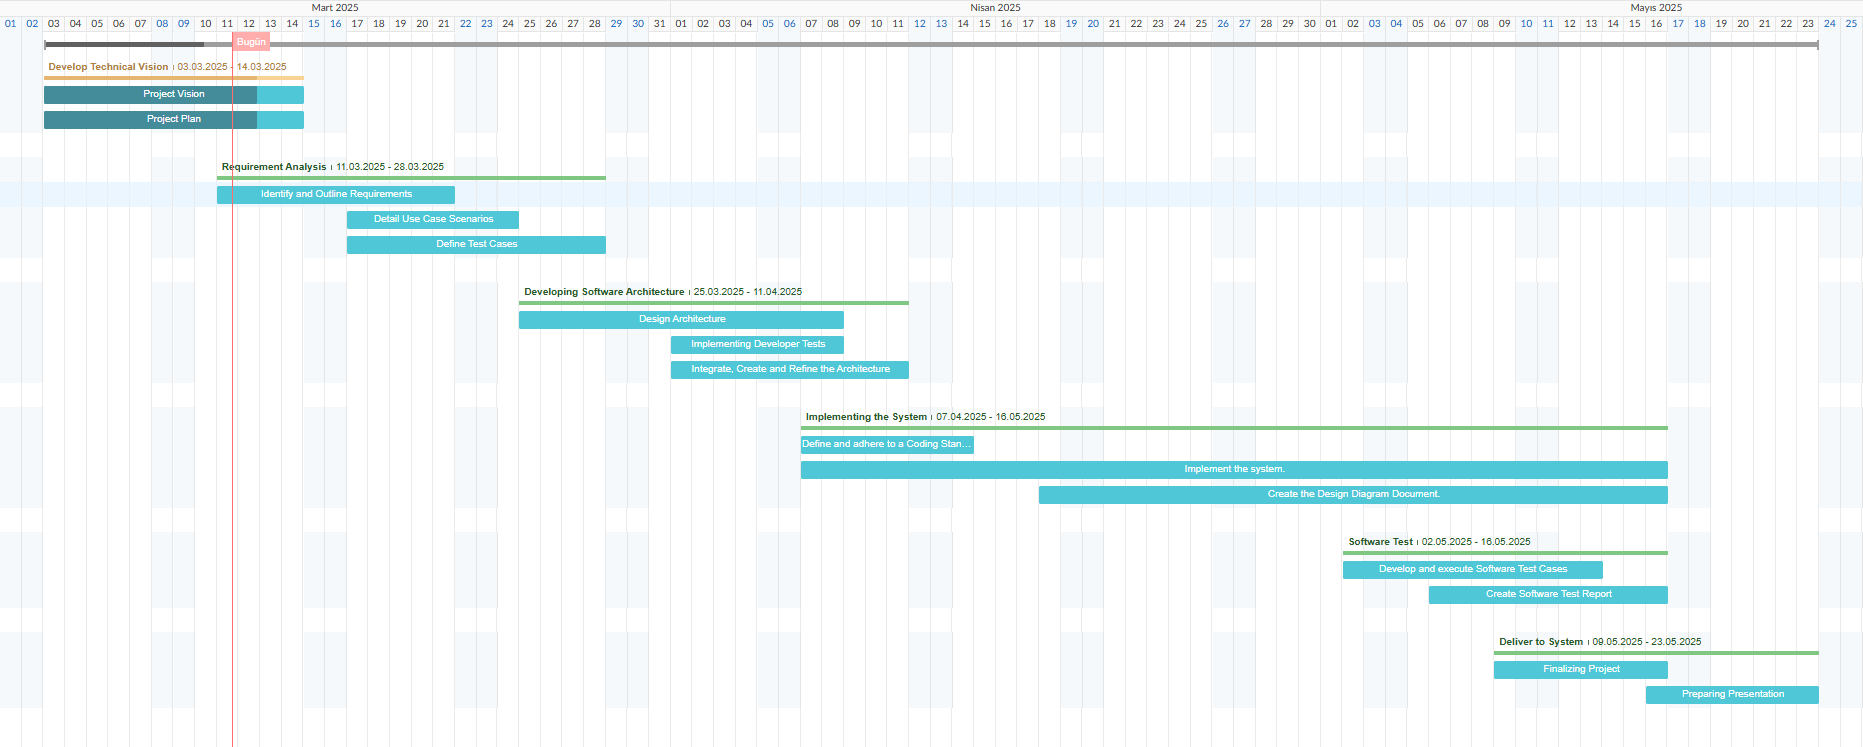 Mart 2025 Nisan 2025 Mayıs 2025
01 02 03 04 05 06 07 08 09 10 11 12 13 14 15 16 17 18 19 20 21 22 23 24 25 26 27 28 29 30 31 01 02 03 04 05 06 07 08 09 10 11 12 13 14 15 16 17 18 19 20 21 22 23 24 25 26 27 28 29 30 01 02 03 04 05 06 07 08 09 10 11 12 13 14 15 16 17 18 19 20 21 22 23 24 25
Bugün
Develop Technical Vision ı 03.03.2025 - 14.03.2025
Project Vision
Project Plan
Requirement Analysis ı 11.03.2025 - 28.03.2025
Identify and Outline Requirements
Detail Use Case Scenarios
Define Test Cases
Developing Software Architecture ı 25.03.2025 - 11.04.2025
Design Architecture
Implementing Developer Tests
Integrate, Create and Refine the Architecture
Implementing the System ı 07.04.2025 - 16.05.2025
Define and adhere to a Coding Stan...
Implement the system.
Create the Design Diagram Document.
Software Test ı 02.05.2025 - 16.05.2025
Develop and execute Software Test Cases
Create Software Test Report
Deliver to System ı 09.05.2025 - 23.05.2025
Finalizing Project
Preparing Presentation